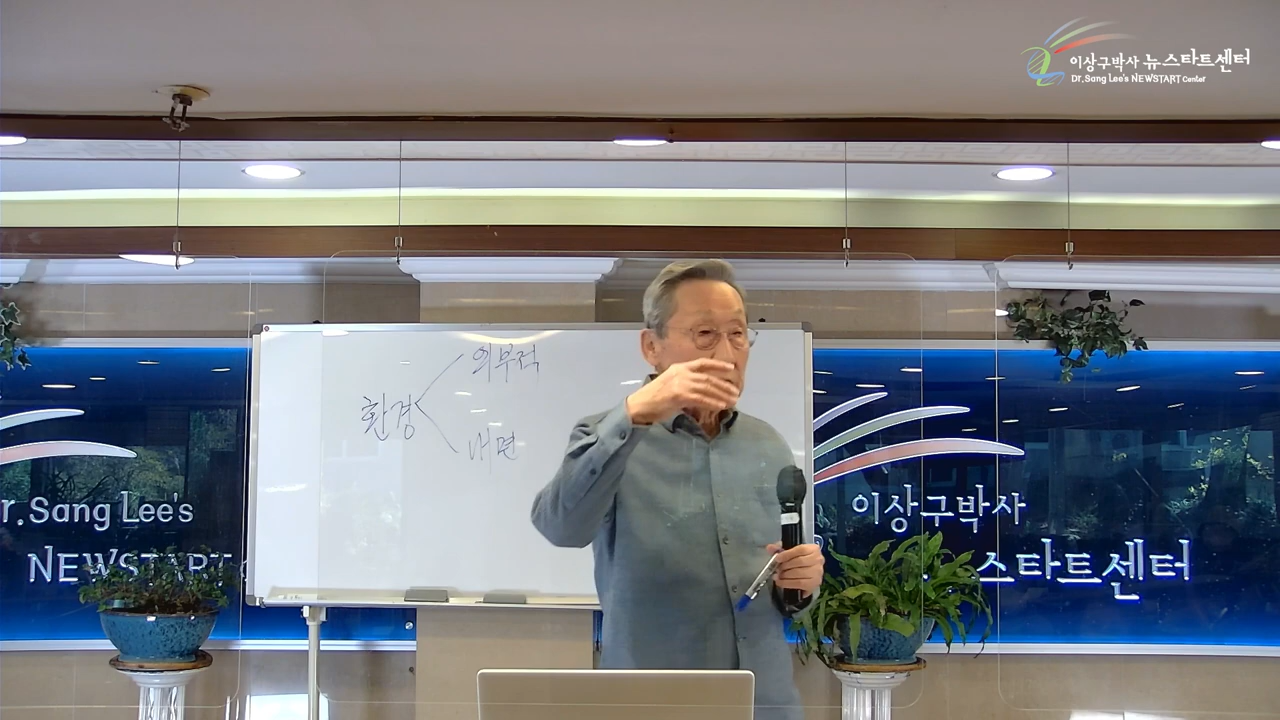 이상구박사 뉴스타트센터
Dr. Sang Lee's NEWSTART Center
외부적
환경
내면
r. Sang Lee's
NEWSTART
이상구박사
스타트센터